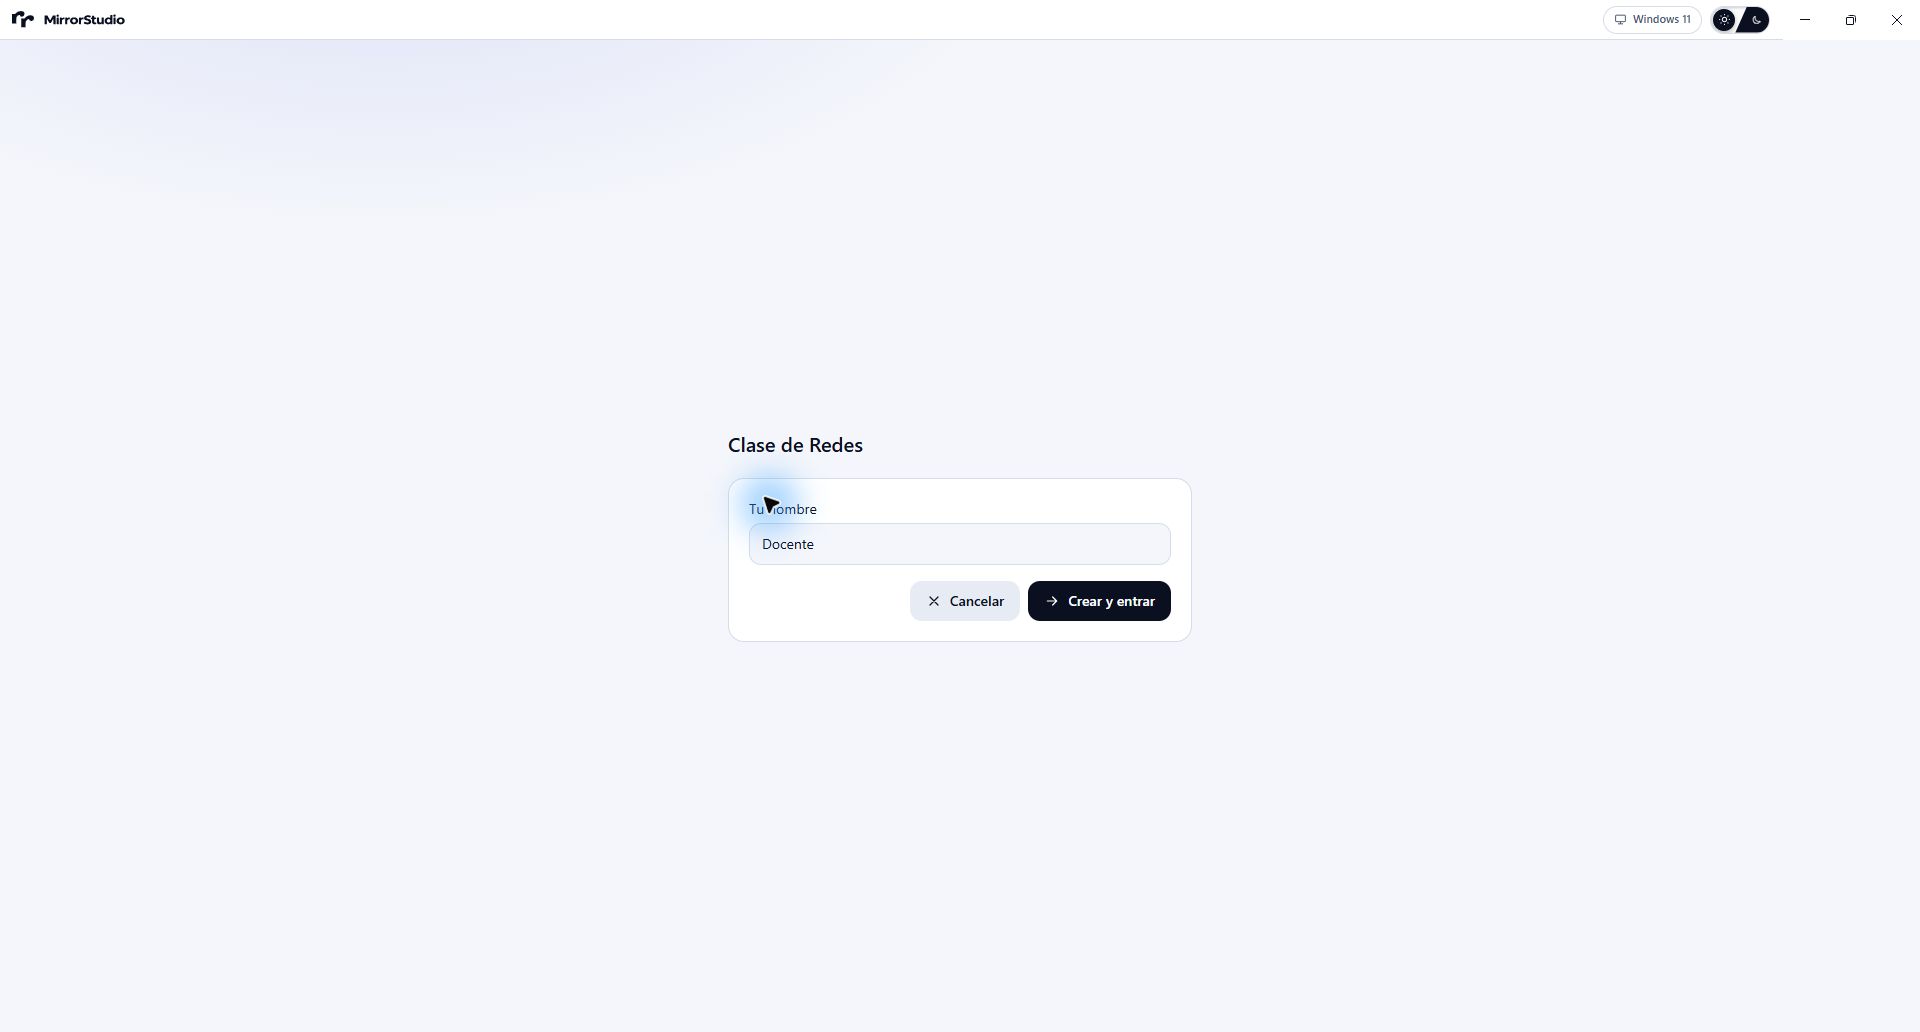 MirrorStudio
Windows 11
Clase de Redes
Tu nombre
Docente
Cancelar
Crear y entrar